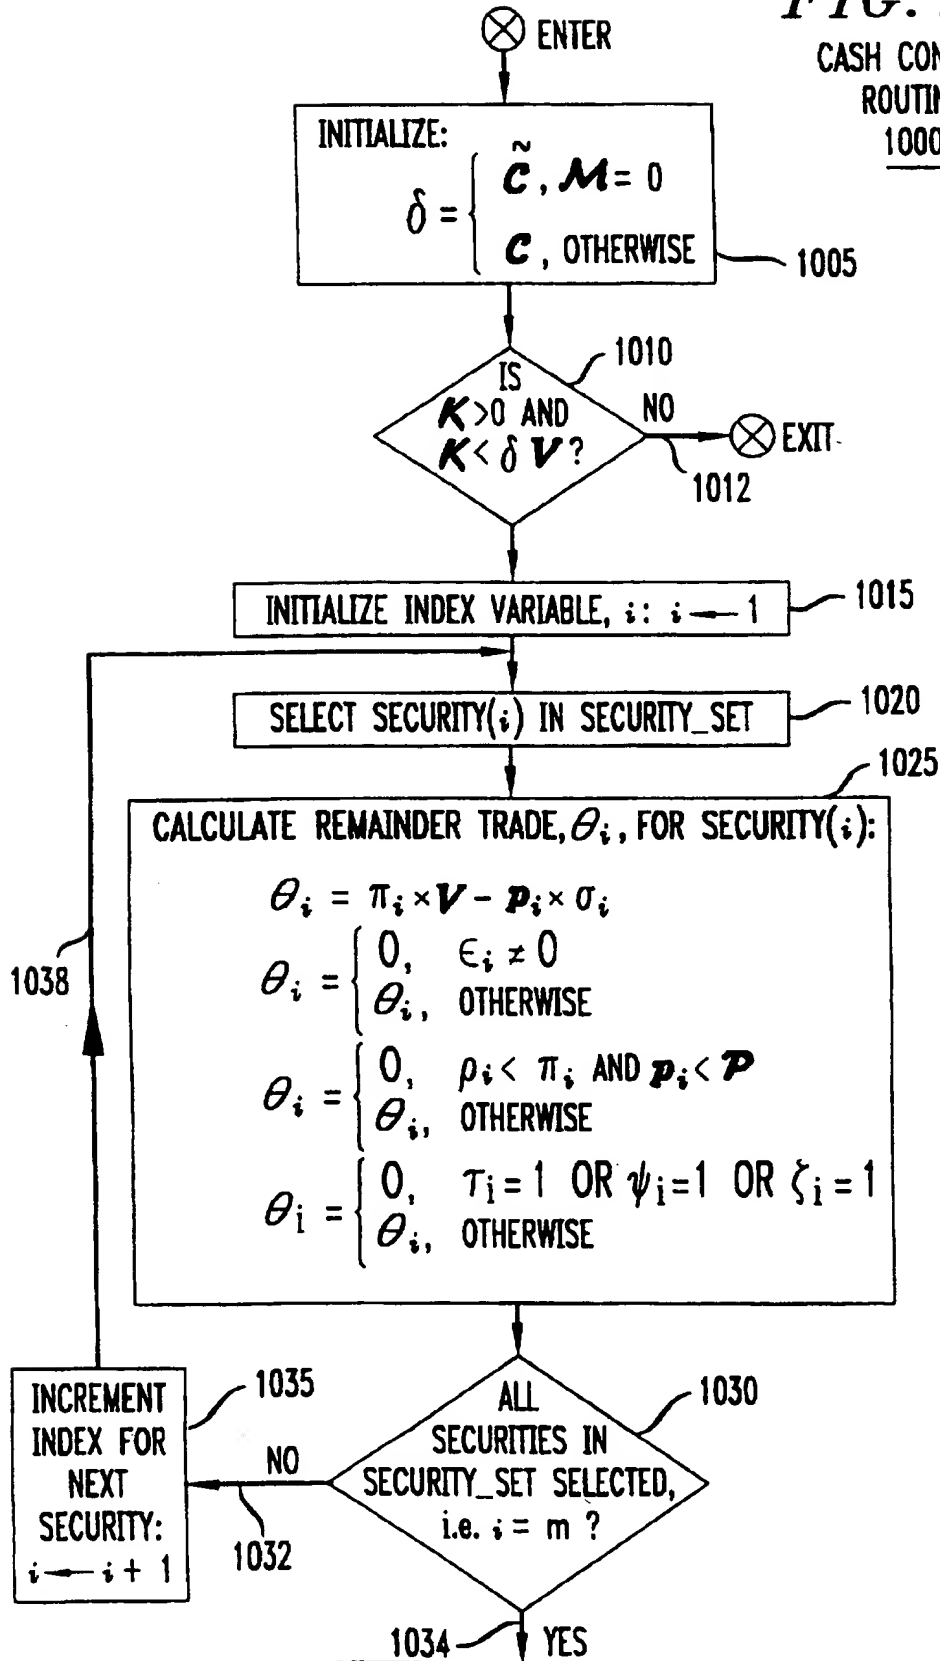 FIG.
ENTER
CASH CON
ROUTIN
1000
INITIALIZE:
δ = { C̃, M = 0
C, OTHERWISE
1005
IS
K > 0 AND
K < δ V ?
1010
NO
EXIT
1012
INITIALIZE INDEX VARIABLE, i: i ← 1
1015
SELECT SECURITY(i) IN SECURITY_SET
1020
1025
CALCULATE REMAINDER TRADE, θi, FOR SECURITY(i):
θi = πi × V − pi × σi
θi = { 0, ϵi ≠ 0
θi, OTHERWISE
θi = { 0, ρi < πi AND pi < P
θi, OTHERWISE
θi = { 0, τi = 1 OR ψi = 1 OR ζi = 1
θi, OTHERWISE
1038
ALL
SECURITIES IN
SECURITY_SET SELECTED,
i.e. i = m ?
1030
NO
1032
INCREMENT
INDEX FOR
NEXT
SECURITY:
i ← i + 1
1035
1034
YES